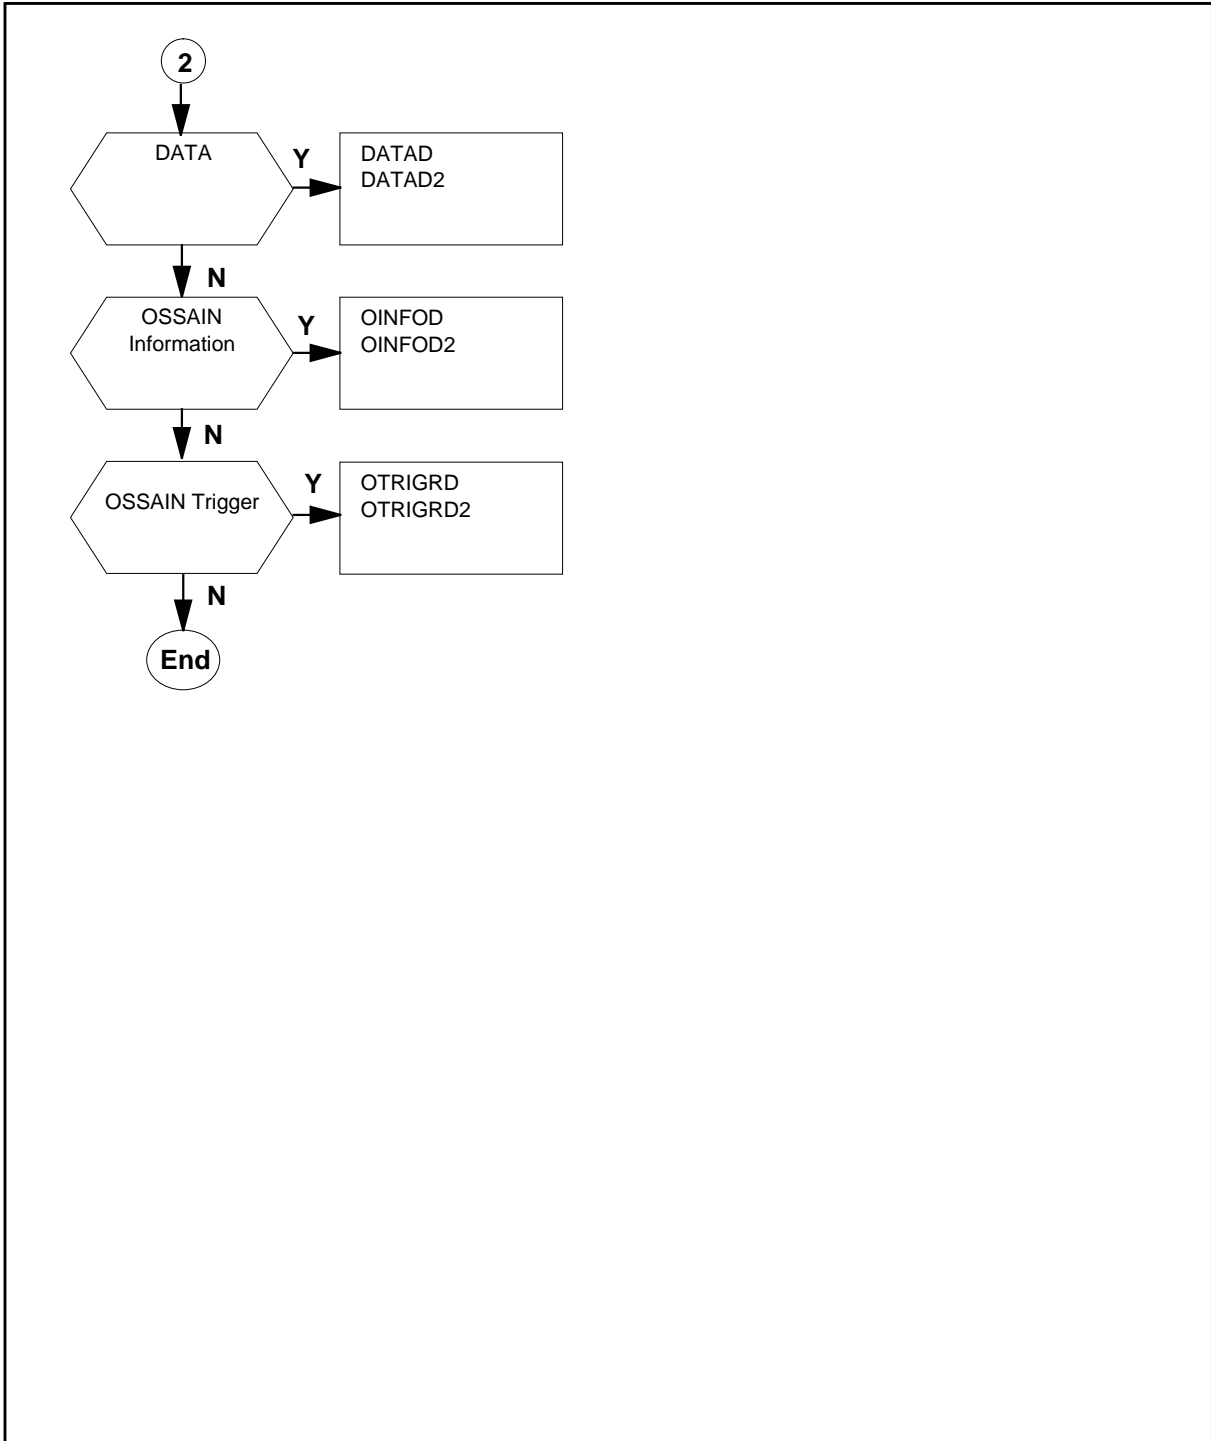 2
DATA
Y
DATAD
DATAD2
N
OSSAIN
Information
Y
OINFOD
OINFOD2
N
OSSAIN Trigger
Y
OTRIGRD
OTRIGRD2
N
End